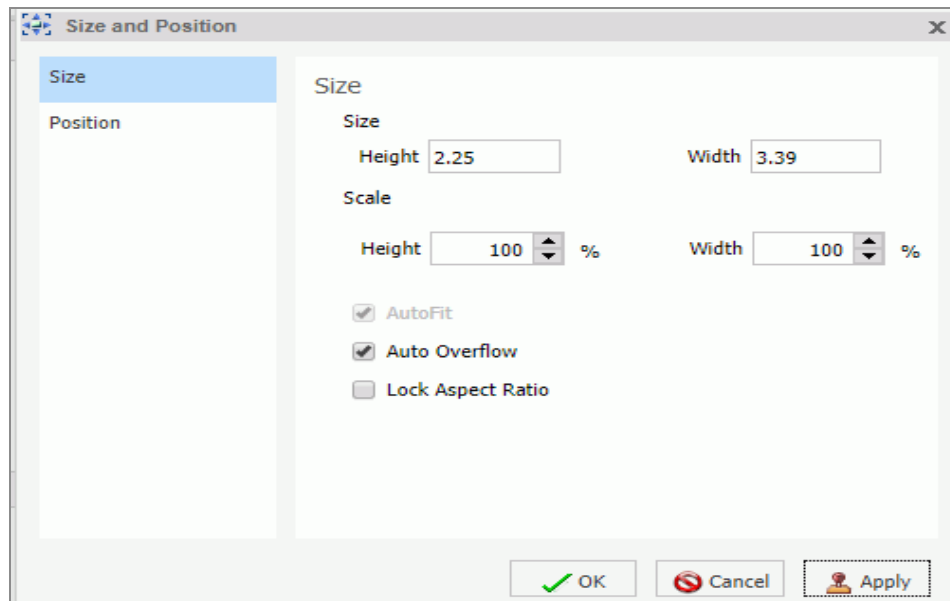 Size and Position
Size
Position
Size
Size
Height 2.25 Width 3.39
Scale
Height 100 % Width 100 %
AutoFit
Auto Overflow
Lock Aspect Ratio
OK Cancel Apply